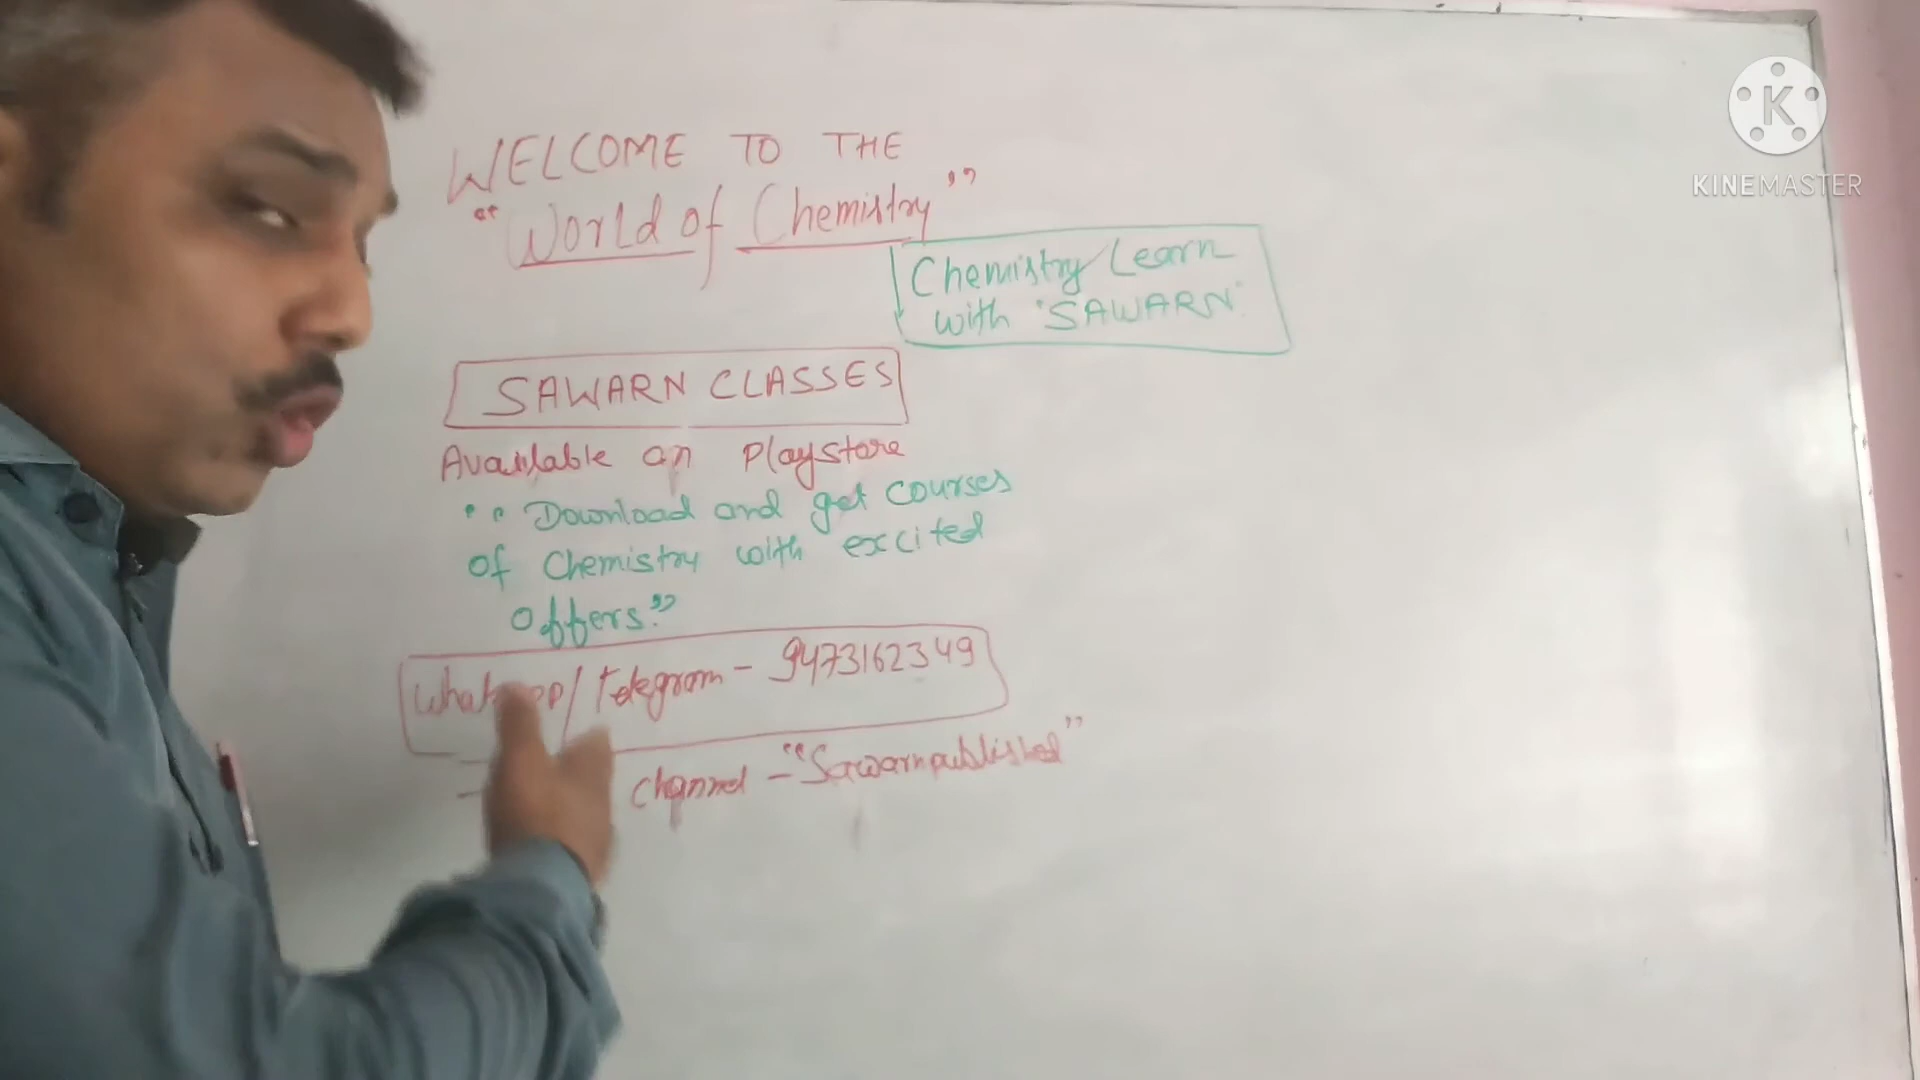 WELCOME TO THE
"World of Chemistry"
Chemistry Learn
with "SAWARN"
SAWARN CLASSES
Available on Playstore
"Download and get courses
of Chemistry with excited
offers."
Telegram - 9473162349
channel - "Sawarnpublished"
KINEMASTER